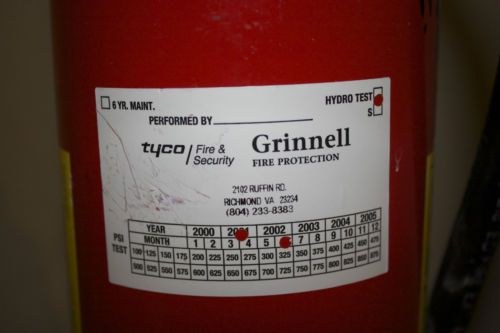 6 YR. MAINT. HYDRO TEST
S
PERFORMED BY
tyco Fire & Security
Grinnell
FIRE PROTECTION
2102 RUFFIN RD.
RICHMOND VA 23234
(804) 233-8383
YEAR 2000 2001 2002 2003 2004 2005
MONTH 1 2 3 4 5 7 8 9 10 11 12
PSI TEST
100 125 150 175 200 225 250 275 300 325 350 375 400 425 450 475
500 525 550 575 600 625 650 675 700 725 750 775 800 825 850 875